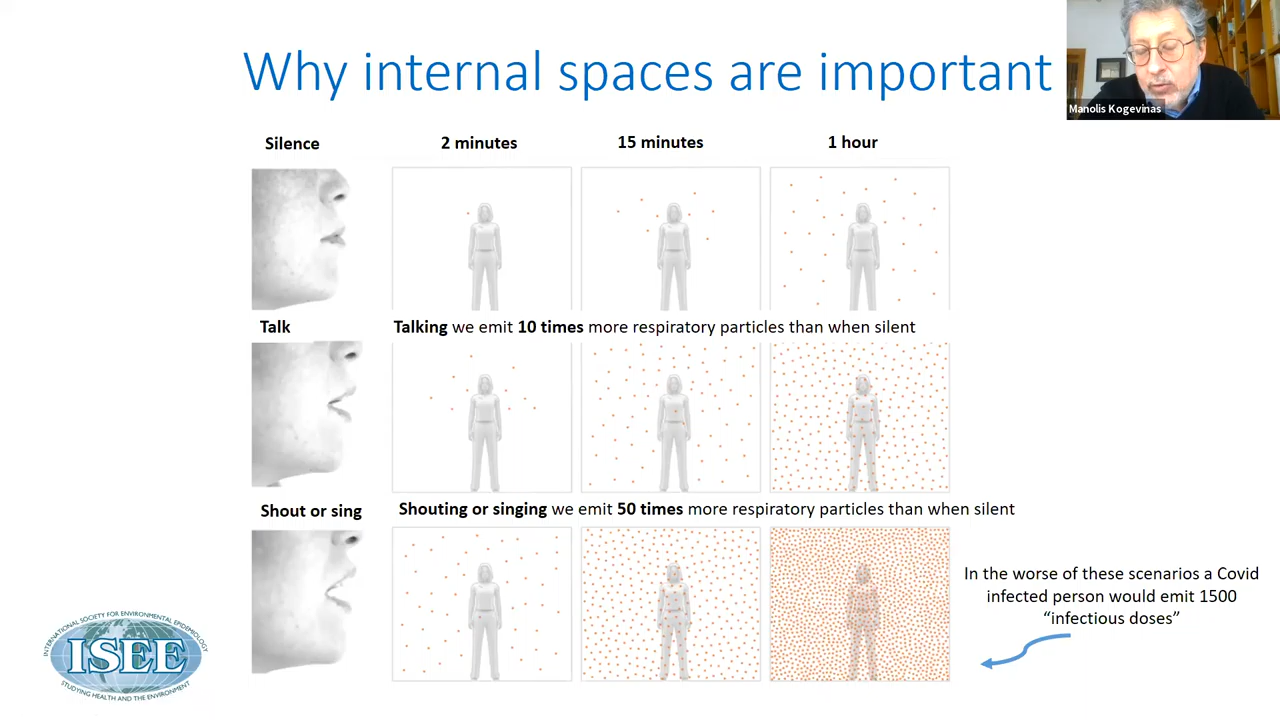 Why internal spaces are important
Manolis Kogevinas
Silence
2 minutes
15 minutes
1 hour
Talk
Talking we emit 10 times more respiratory particles than when silent
Shout or sing
Shouting or singing we emit 50 times more respiratory particles than when silent
In the worse of these scenarios a Covid
infected person would emit 1500
“infectious doses”
INTERNATIONAL SOCIETY FOR ENVIRONMENTAL EPIDEMIOLOGY
ISEE
STUDYING HEALTH AND THE ENVIRONMENT